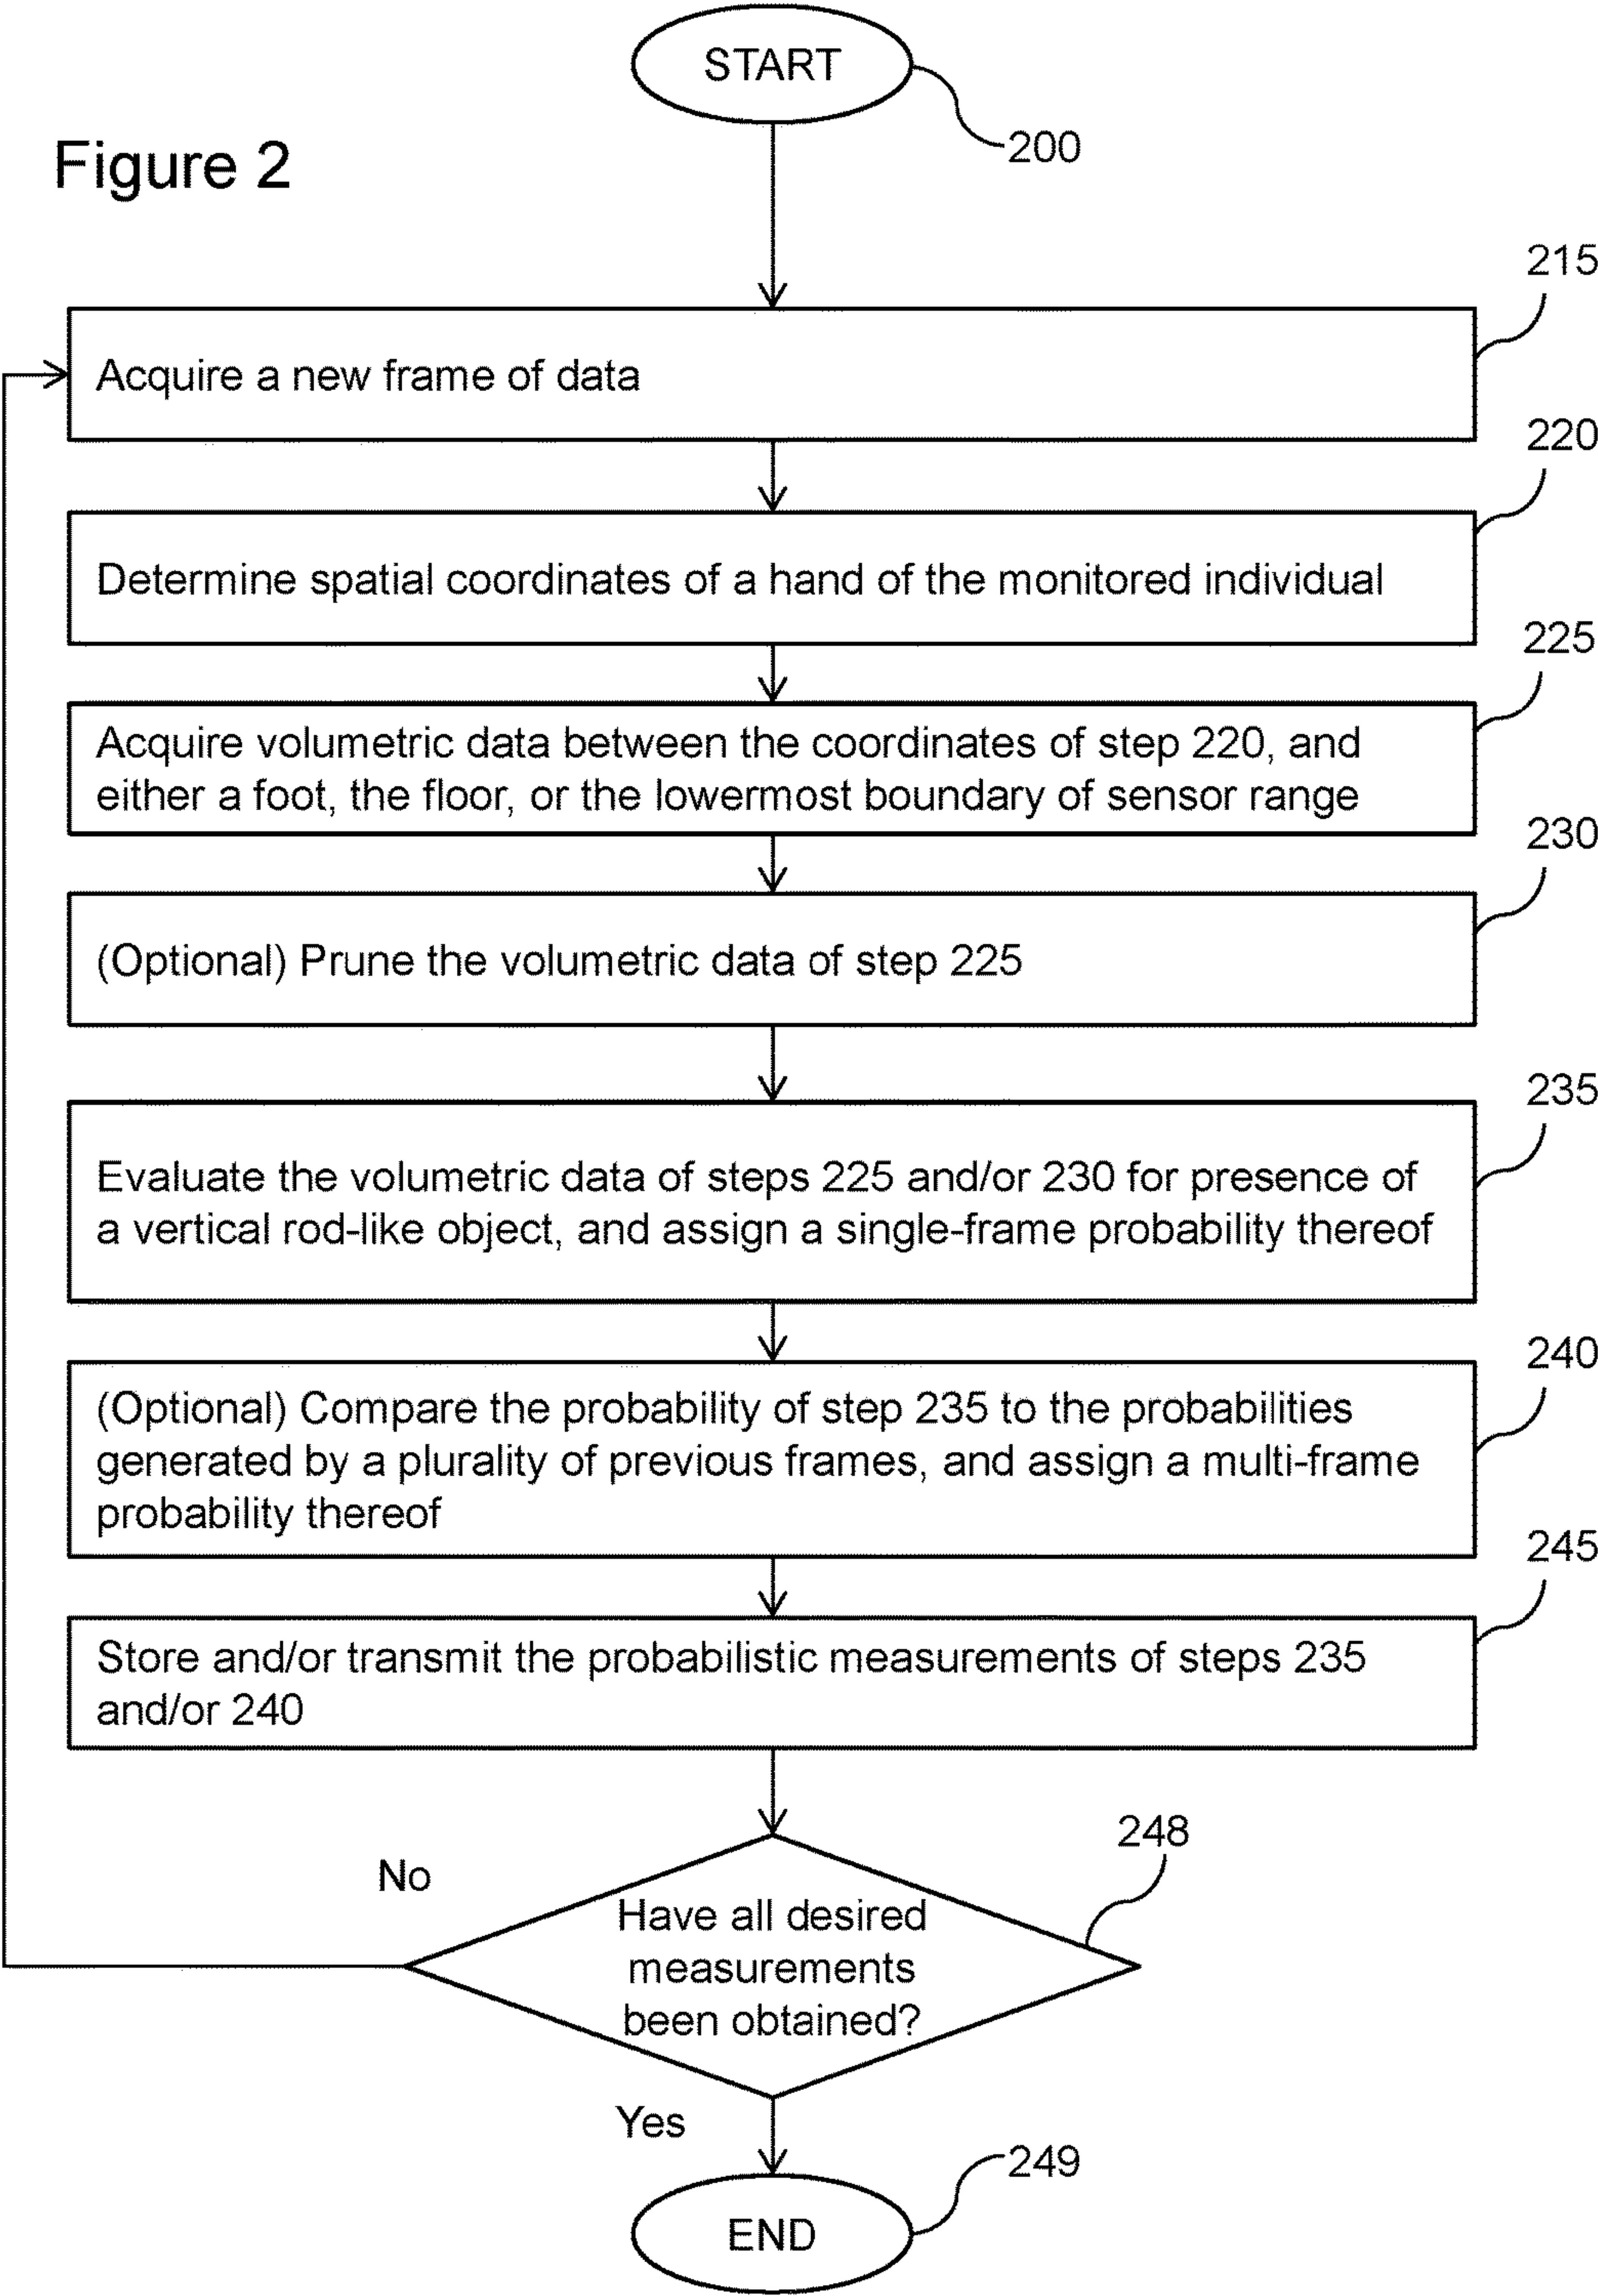 START
200
Figure 2
215
Acquire a new frame of data
220
Determine spatial coordinates of a hand of the monitored individual
225
Acquire volumetric data between the coordinates of step 220, and
either a foot, the floor, or the lowermost boundary of sensor range
230
(Optional) Prune the volumetric data of step 225
235
Evaluate the volumetric data of steps 225 and/or 230 for presence of
a vertical rod-like object, and assign a single-frame probability thereof
240
(Optional) Compare the probability of step 235 to the probabilities
generated by a plurality of previous frames, and assign a multi-frame
probability thereof
245
Store and/or transmit the probabilistic measurements of steps 235
and/or 240
248
No
Have all desired
measurements
been obtained?
Yes
249
END